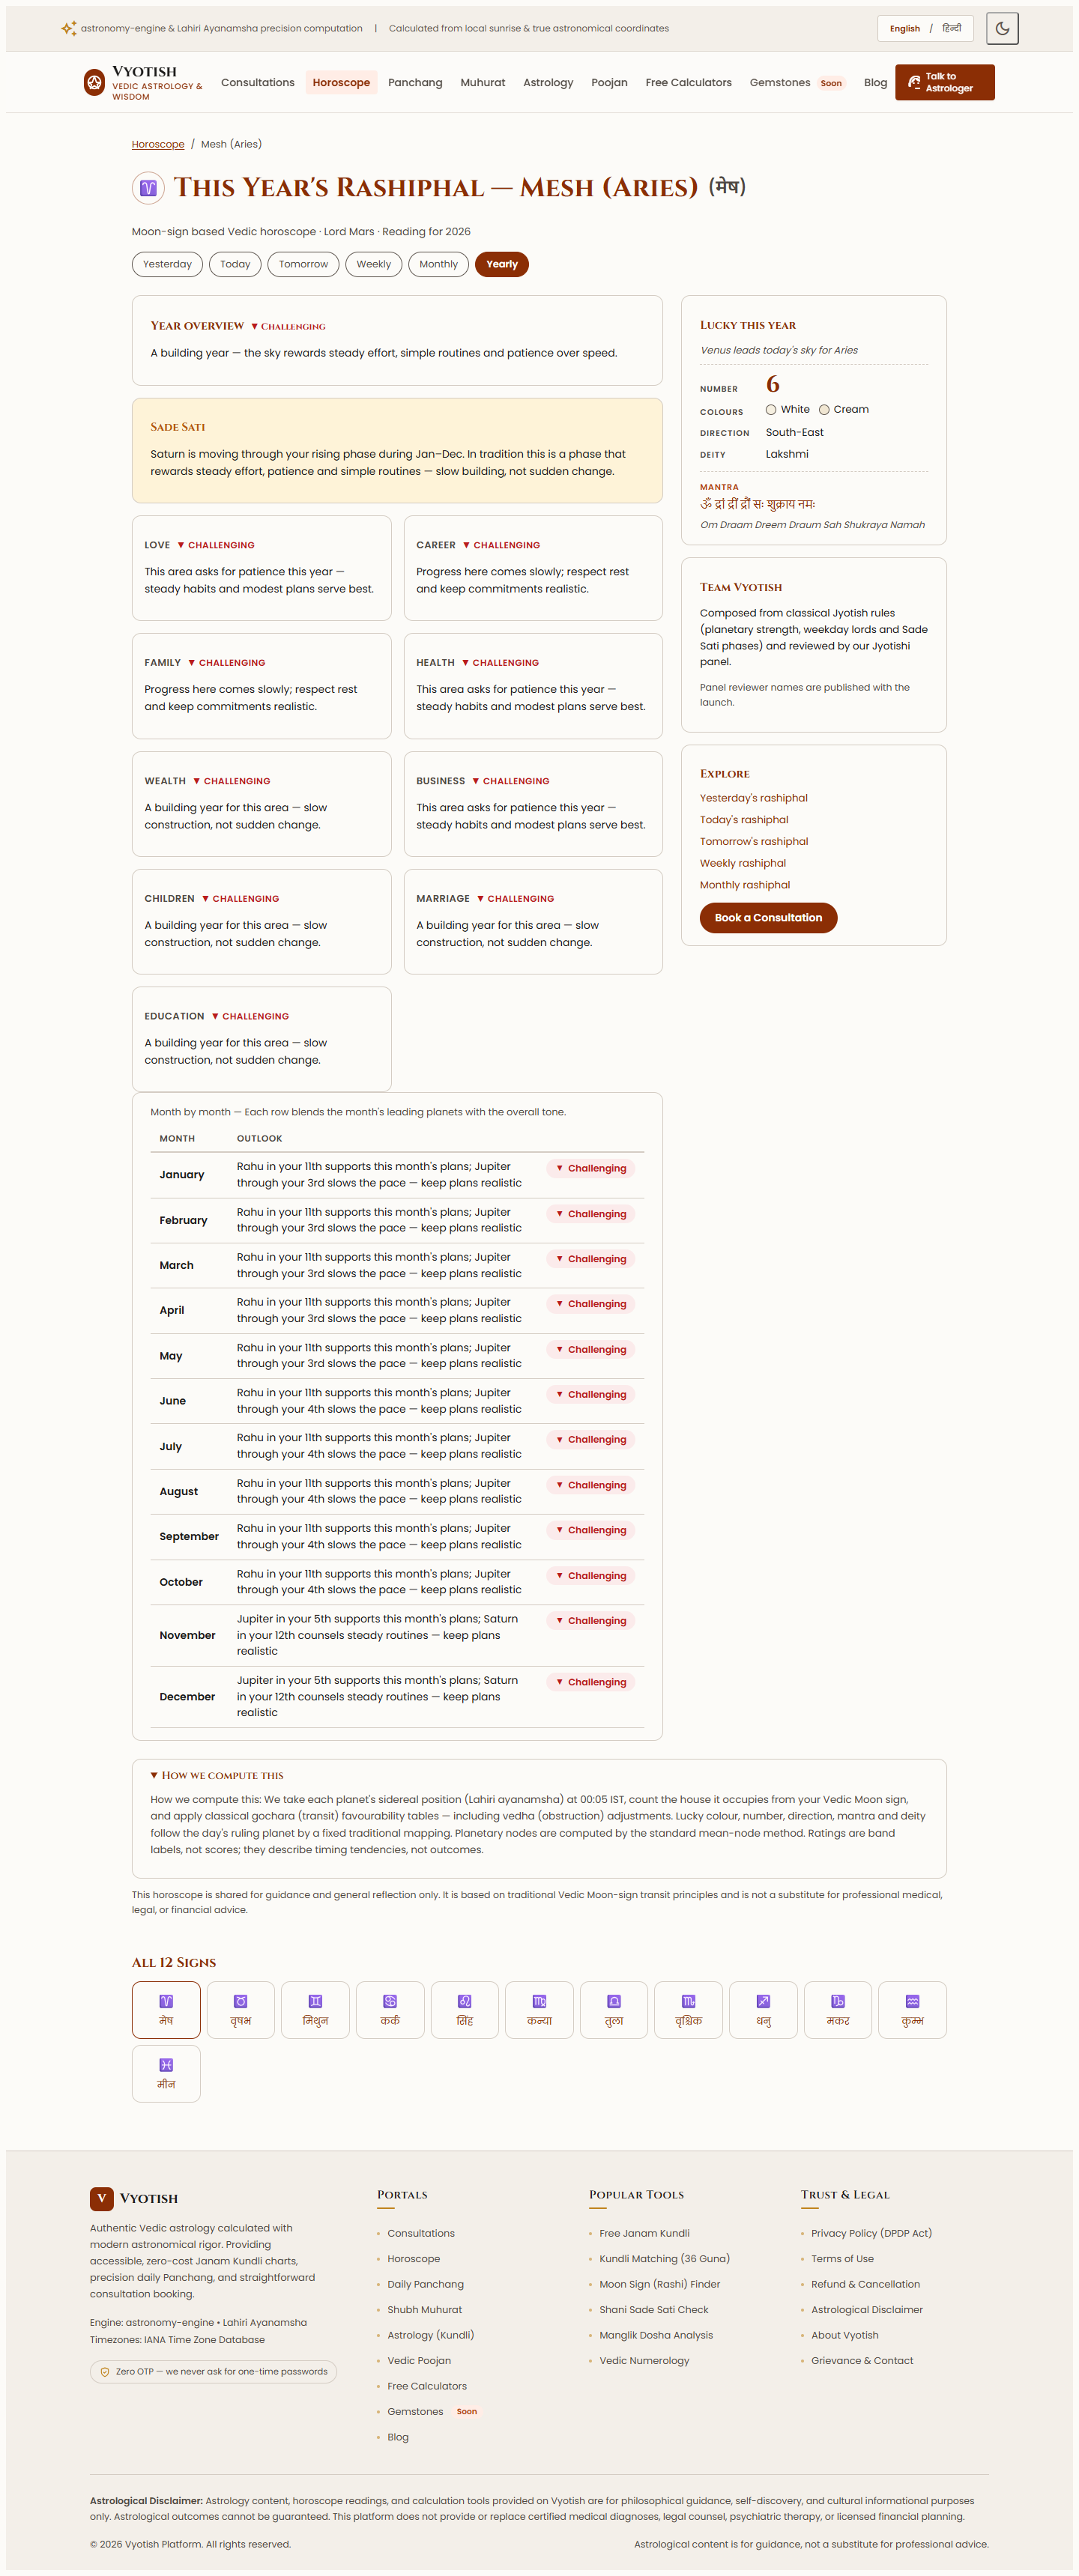 astronomy-engine & Lahiri Ayanamsha precision computation | Calculated from local sunrise & true astronomical coordinates
English / हिन्दी
Vyotish
VEDIC ASTROLOGY & WISDOM
Consultations
Horoscope
Panchang
Muhurat
Astrology
Poojan
Free Calculators
Gemstones Soon
Blog
Talk to Astrologer
Horoscope / Mesh (Aries)
♈ This Year's Rashiphal — Mesh (Aries) (मेष)
Moon-sign based Vedic horoscope · Lord Mars · Reading for 2026
Yesterday Today Tomorrow Weekly Monthly Yearly
Year overview ▼ Challenging
A building year — the sky rewards steady effort, simple routines and patience over speed.
Sade Sati
Saturn is moving through your rising phase during Jan–Dec. In tradition this is a phase that
rewards steady effort, patience and simple routines — slow building, not sudden change.
LOVE ▼ CHALLENGING
This area asks for patience this year —
steady habits and modest plans serve best.
CAREER ▼ CHALLENGING
Progress here comes slowly; respect rest
and keep commitments realistic.
FAMILY ▼ CHALLENGING
Progress here comes slowly; respect rest
and keep commitments realistic.
HEALTH ▼ CHALLENGING
This area asks for patience this year —
steady habits and modest plans serve best.
WEALTH ▼ CHALLENGING
A building year for this area — slow
construction, not sudden change.
BUSINESS ▼ CHALLENGING
This area asks for patience this year —
steady habits and modest plans serve best.
CHILDREN ▼ CHALLENGING
A building year for this area — slow
construction, not sudden change.
MARRIAGE ▼ CHALLENGING
A building year for this area — slow
construction, not sudden change.
EDUCATION ▼ CHALLENGING
A building year for this area — slow
construction, not sudden change.
Month by month — Each row blends the month's leading planets with the overall tone.
MONTH OUTLOOK
January Rahu in your 11th supports this month's plans; Jupiter through your 3rd slows the pace — keep plans realistic ▼ Challenging
February Rahu in your 11th supports this month's plans; Jupiter through your 3rd slows the pace — keep plans realistic ▼ Challenging
March Rahu in your 11th supports this month's plans; Jupiter through your 3rd slows the pace — keep plans realistic ▼ Challenging
April Rahu in your 11th supports this month's plans; Jupiter through your 3rd slows the pace — keep plans realistic ▼ Challenging
May Rahu in your 11th supports this month's plans; Jupiter through your 3rd slows the pace — keep plans realistic ▼ Challenging
June Rahu in your 11th supports this month's plans; Jupiter through your 4th slows the pace — keep plans realistic ▼ Challenging
July Rahu in your 11th supports this month's plans; Jupiter through your 4th slows the pace — keep plans realistic ▼ Challenging
August Rahu in your 11th supports this month's plans; Jupiter through your 4th slows the pace — keep plans realistic ▼ Challenging
September Rahu in your 11th supports this month's plans; Jupiter through your 4th slows the pace — keep plans realistic ▼ Challenging
October Rahu in your 11th supports this month's plans; Jupiter through your 4th slows the pace — keep plans realistic ▼ Challenging
November Jupiter in your 5th supports this month's plans; Saturn in your 12th counsels steady routines — keep plans realistic ▼ Challenging
December Jupiter in your 5th supports this month's plans; Saturn in your 12th counsels steady routines — keep plans realistic ▼ Challenging
Lucky this year
Venus leads today's sky for Aries
NUMBER 6
COLOURS White Cream
DIRECTION South-East
DEITY Lakshmi
MANTRA
ॐ द्रां द्रीं द्रौं सः शुक्राय नमः
Om Draam Dreem Draum Sah Shukraya Namah
Team Vyotish
Composed from classical Jyotish rules
(planetary strength, weekday lords and Sade
Sati phases) and reviewed by our Jyotishi
panel.
Panel reviewer names are published with the
launch.
Explore
Yesterday's rashiphal
Today's rashiphal
Tomorrow's rashiphal
Weekly rashiphal
Monthly rashiphal
Book a Consultation
▼ How we compute this
How we compute this: We take each planet's sidereal position (Lahiri ayanamsha) at 00:05 IST, count the house it occupies from your Vedic Moon sign,
and apply classical gochara (transit) favourability tables — including vedha (obstruction) adjustments. Lucky colour, number, direction, mantra and deity
follow the day's ruling planet by a fixed traditional mapping. Planetary nodes are computed by the standard mean-node method. Ratings are band
labels, not scores; they describe timing tendencies, not outcomes.
This horoscope is shared for guidance and general reflection only. It is based on traditional Vedic Moon-sign transit principles and is not a substitute for professional medical,
legal, or financial advice.
All 12 Signs
♈ ♉ ♊ ♋ ♌ ♍ ♎ ♏ ♐ ♑ ♒
मेष वृषभ मिथुन कर्क सिंह कन्या तुला वृश्चिक धनु मकर कुम्भ
♓
मीन
V Vyotish
Authentic Vedic astrology calculated with
modern astronomical rigor. Providing
accessible, zero-cost Janam Kundli charts,
precision daily Panchang, and straightforward
consultation booking.
Engine: astronomy-engine • Lahiri Ayanamsha
Timezones: IANA Time Zone Database
Zero OTP — we never ask for one-time passwords
Portals
Consultations
Horoscope
Daily Panchang
Shubh Muhurat
Astrology (Kundli)
Vedic Poojan
Free Calculators
Gemstones Soon
Blog
Popular Tools
Free Janam Kundli
Kundli Matching (36 Guna)
Moon Sign (Rashi) Finder
Shani Sade Sati Check
Manglik Dosha Analysis
Vedic Numerology
Trust & Legal
Privacy Policy (DPDP Act)
Terms of Use
Refund & Cancellation
Astrological Disclaimer
About Vyotish
Grievance & Contact
Astrological Disclaimer: Astrology content, horoscope readings, and calculation tools provided on Vyotish are for philosophical guidance, self-discovery, and cultural informational purposes
only. Astrological outcomes cannot be guaranteed. This platform does not provide or replace certified medical diagnoses, legal counsel, psychiatric therapy, or licensed financial planning.
© 2026 Vyotish Platform. All rights reserved.
Astrological content is for guidance, not a substitute for professional advice.